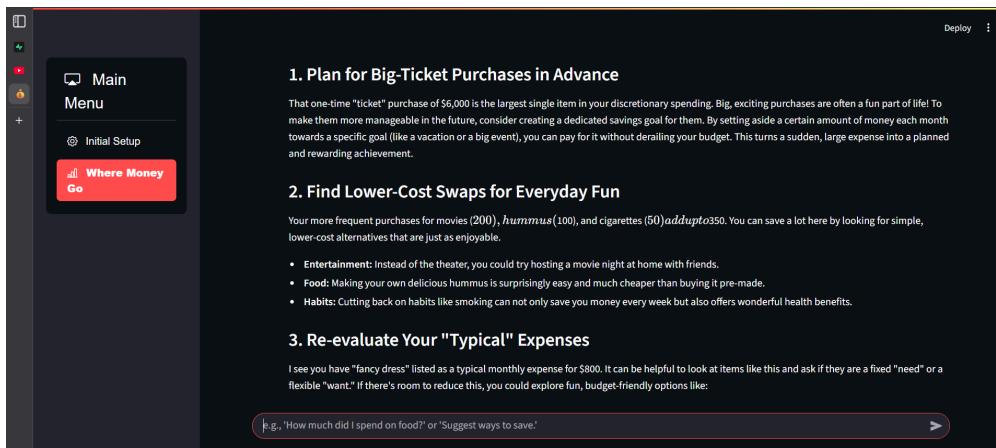 Deploy
Main
Menu
Initial Setup
Where Money
Go
1. Plan for Big-Ticket Purchases in Advance
That one-time "ticket" purchase of $6,000 is the largest single item in your discretionary spending. Big, exciting purchases are often a fun part of life! To
make them more manageable in the future, consider creating a dedicated savings goal for them. By setting aside a certain amount of money each month
towards a specific goal (like a vacation or a big event), you can pay for it without derailing your budget. This turns a sudden, large expense into a planned
and rewarding achievement.
2. Find Lower-Cost Swaps for Everyday Fun
Your more frequent purchases for movies (200),hummus(100), and cigarettes (50)addupto350. You can save a lot here by looking for simple,
lower-cost alternatives that are just as enjoyable.
• Entertainment: Instead of the theater, you could try hosting a movie night at home with friends.
• Food: Making your own delicious hummus is surprisingly easy and much cheaper than buying it pre-made.
• Habits: Cutting back on habits like smoking can not only save you money every week but also offers wonderful health benefits.
3. Re-evaluate Your "Typical" Expenses
I see you have "fancy dress" listed as a typical monthly expense for $800. It can be helpful to look at items like this and ask if they are a fixed "need" or a
flexible "want." If there's room to reduce this, you could explore fun, budget-friendly options like:
e.g., 'How much did I spend on food?' or 'Suggest ways to save.'